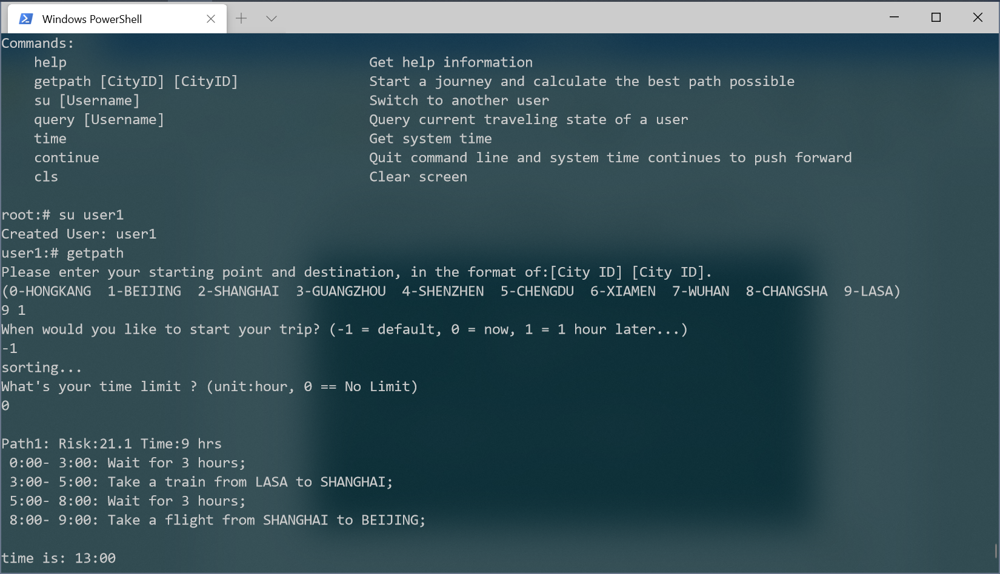 Windows PowerShell
Commands:
    help                                     Get help information
    getpath [CityID] [CityID]                Start a journey and calculate the best path possible
    su [Username]                            Switch to another user
    query [Username]                         Query current traveling state of a user
    time                                     Get system time
    continue                                 Quit command line and system time continues to push forward
    cls                                      Clear screen

root:# su user1
Created User: user1
user1:# getpath
Please enter your starting point and destination, in the format of:[City ID] [City ID].
(0-HONGKANG  1-BEIJING  2-SHANGHAI  3-GUANGZHOU  4-SHENZHEN  5-CHENGDU  6-XIAMEN  7-WUHAN  8-CHANGSHA  9-LASA)
9 1
When would you like to start your trip? (-1 = default, 0 = now, 1 = 1 hour later...)
-1
sorting...
What's your time limit ? (unit:hour, 0 == No Limit)
0

Path1: Risk:21.1 Time:9 hrs
 0:00- 3:00: Wait for 3 hours;
 3:00- 5:00: Take a train from LASA to SHANGHAI;
 5:00- 8:00: Wait for 3 hours;
 8:00- 9:00: Take a flight from SHANGHAI to BEIJING;

time is: 13:00